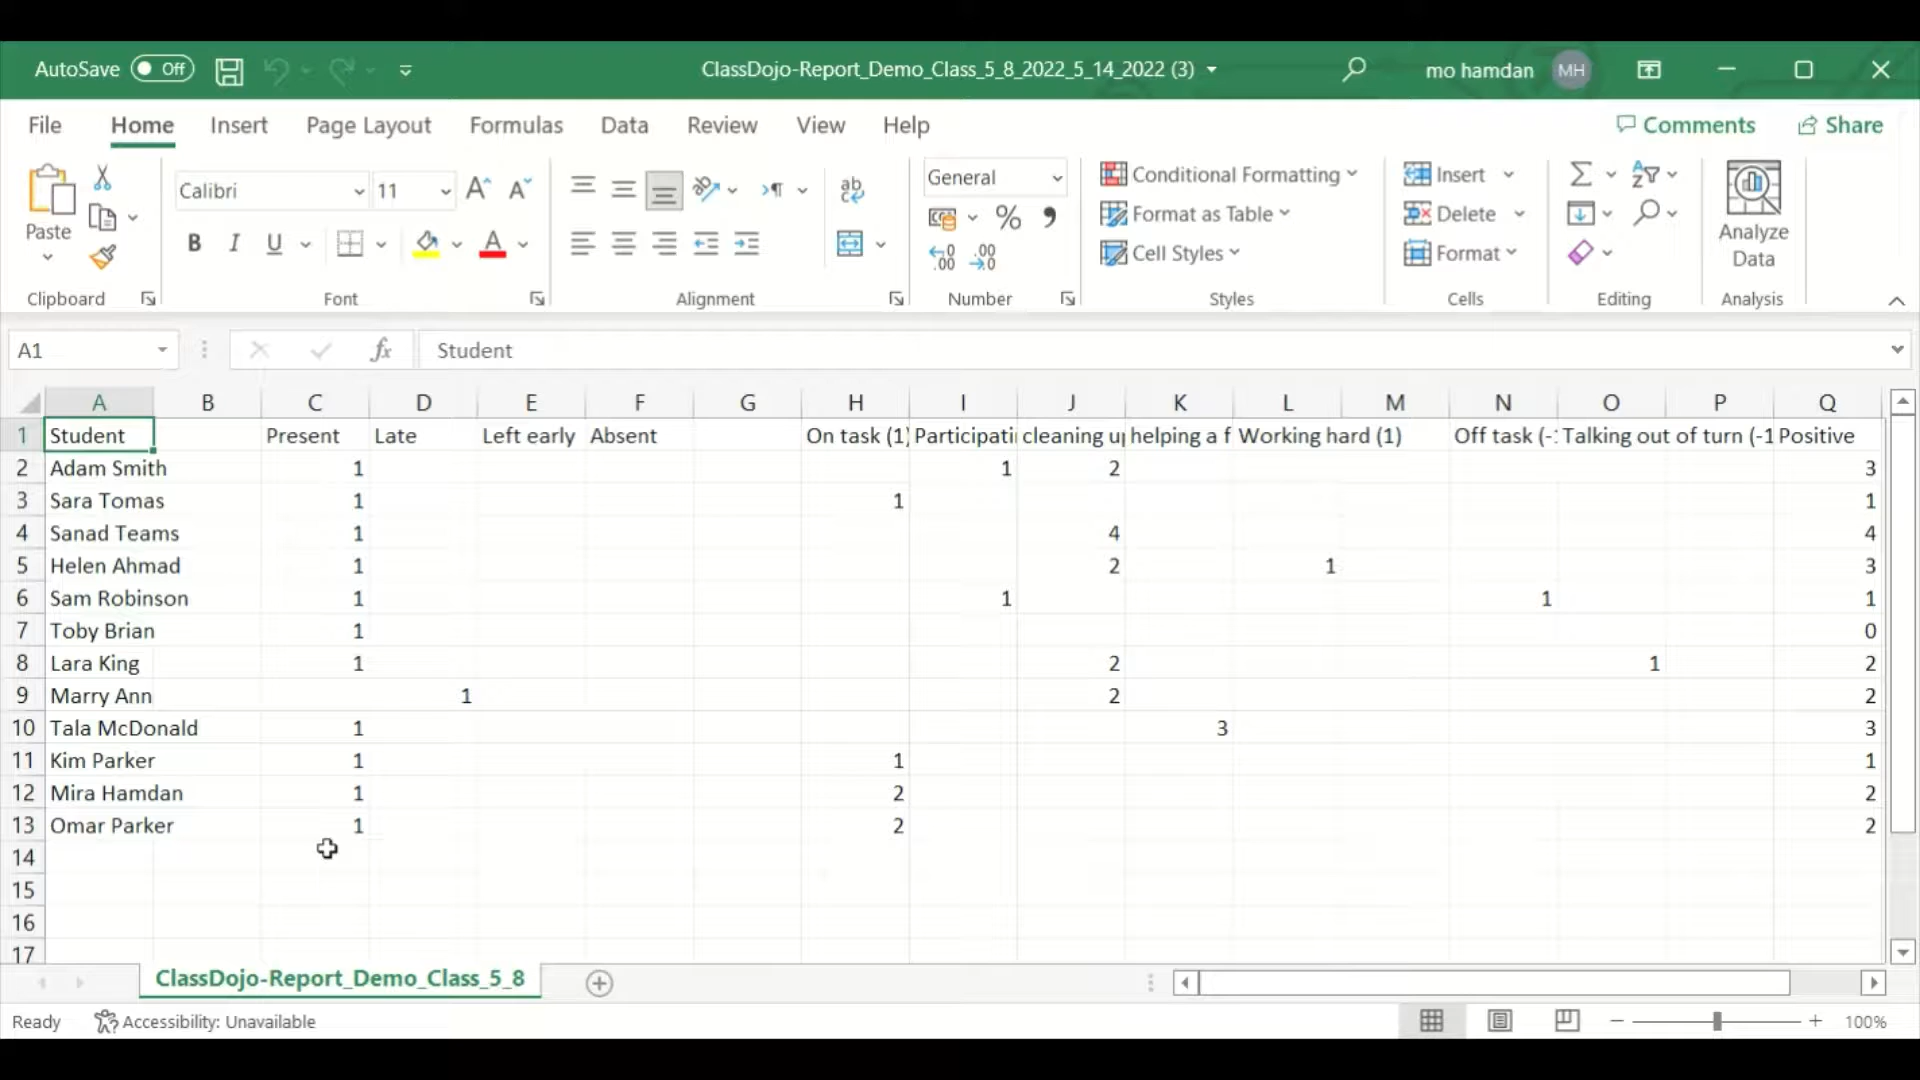 AutoSave Off ClassDojo-Report_Demo_Class_5_8_2022_5_14_2022 (3) mo hamdan MH
File Home Insert Page Layout Formulas Data Review View Help Comments Share
Paste Calibri 11 General Conditional Formatting Insert
Format as Table Delete
Cell Styles Format
Analyze Data
Clipboard Font Alignment Number Styles Cells Editing Analysis
A1 fx Student
A B C D E F G H I J K L M N O P Q
1 Student Present Late Left early Absent On task (1) Participati cleaning up helping a f Working hard (1) Off task (-1 Talking out of turn (-1 Positive
2 Adam Smith 1 1 2 3
3 Sara Tomas 1 1 1
4 Sanad Teams 1 4 4
5 Helen Ahmad 1 2 1 3
6 Sam Robinson 1 1 1 1
7 Toby Brian 1 0
8 Lara King 1 2 1 2
9 Marry Ann 1 2 2
10 Tala McDonald 1 3 3
11 Kim Parker 1 1 1
12 Mira Hamdan 1 2 2
13 Omar Parker 1 2 2
14
15
16
17
ClassDojo-Report_Demo_Class_5_8
Ready Accessibility: Unavailable 100%